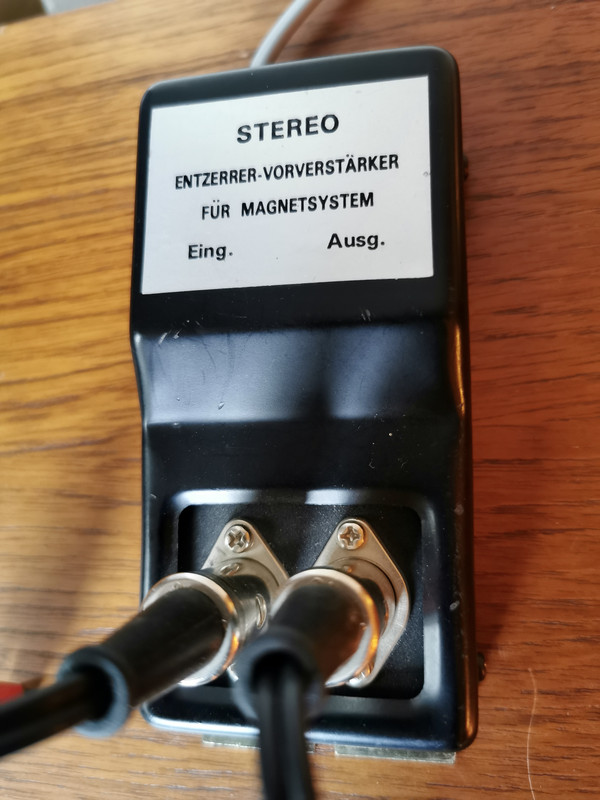 STEREO
ENTZERRER-VORVERSTÄRKER
FÜR MAGNETSYSTEM
Eing. Ausg.